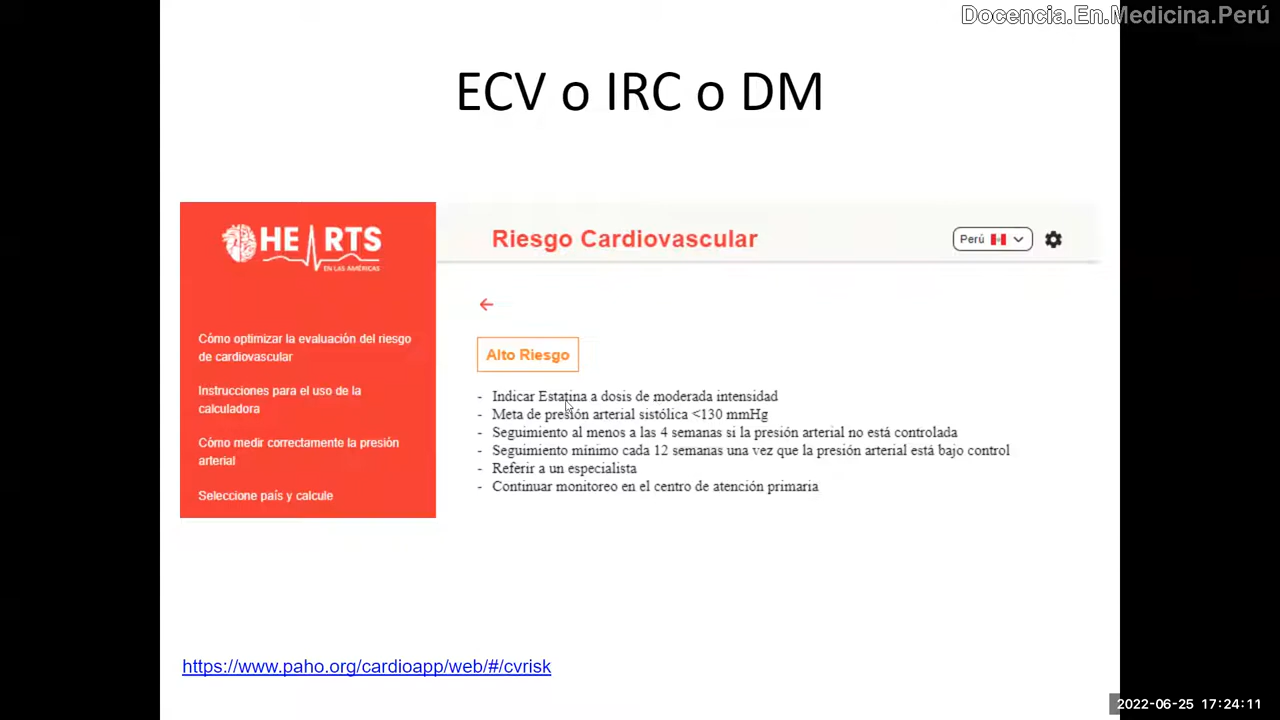 Docencia.En.Medicina.Perú
ECV o IRC o DM
HEARTS
EN LAS AMÉRICAS
Riesgo Cardiovascular
Perú
Cómo optimizar la evaluación del riesgo
de cardiovascular
Instrucciones para el uso de la
calculadora
Cómo medir correctamente la presión
arterial
Seleccione país y calcule
Alto Riesgo
- Indicar Estatina a dosis de moderada intensidad
- Meta de presión arterial sistólica <130 mmHg
- Seguimiento al menos a las 4 semanas si la presión arterial no está controlada
- Seguimiento mínimo cada 12 semanas una vez que la presión arterial está bajo control
- Referir a un especialista
- Continuar monitoreo en el centro de atención primaria
https://www.paho.org/cardioapp/web/#/cvrisk
2022-06-25 17:24:11